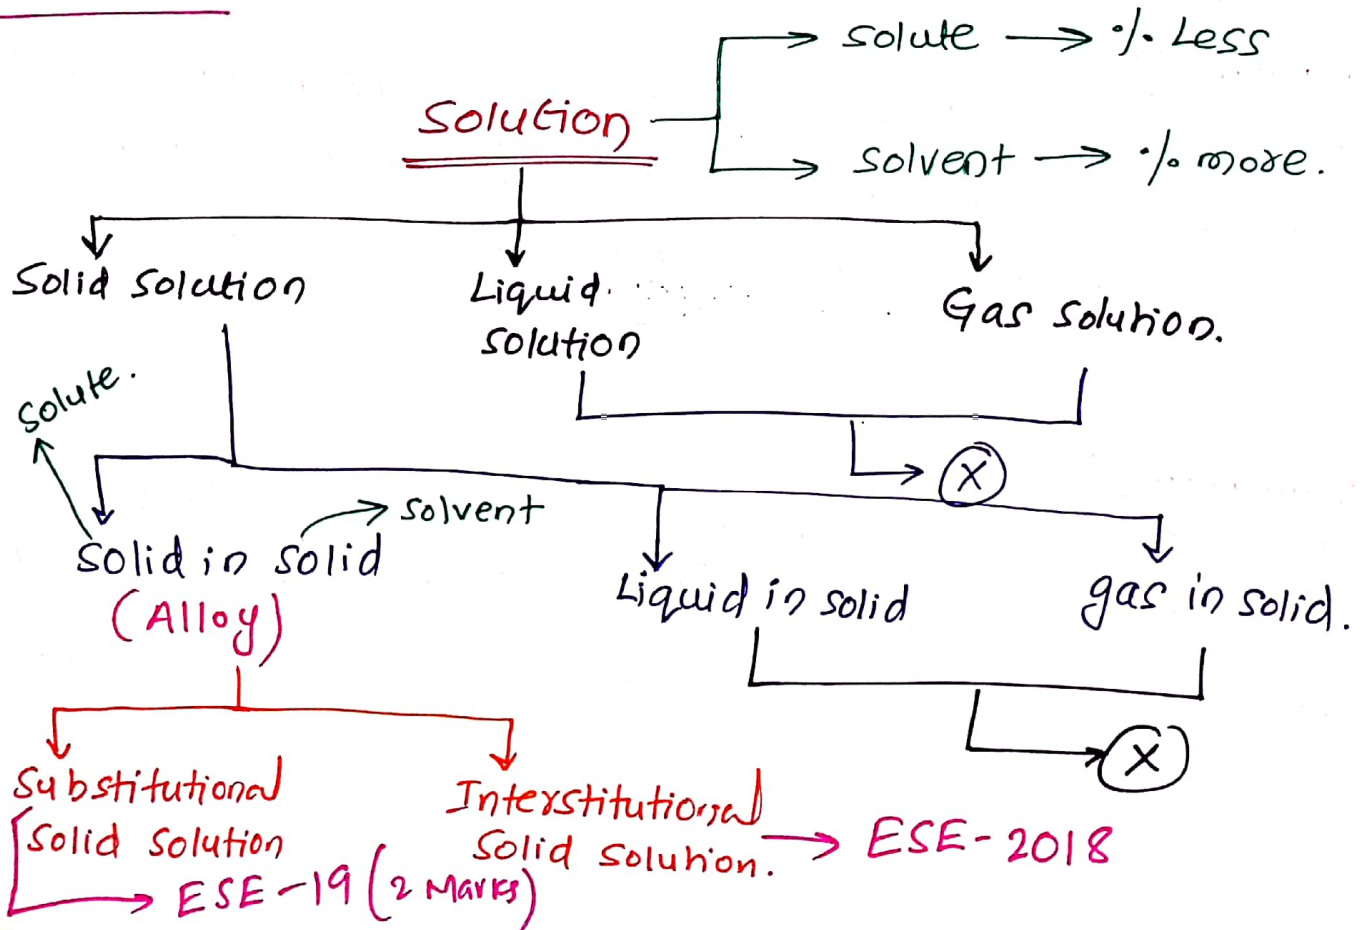 solute → % Less
Solution
solvent → % more.
Solid Solution
Liquid
solution
Gas solution.
solute.
X
solvent
Solid in solid
(Alloy)
Liquid in solid
gas in solid.
X
Substitutional
Solid Solution
Interstitutional
Solid Solution. → ESE-2018
ESE-19 (2 Marks)